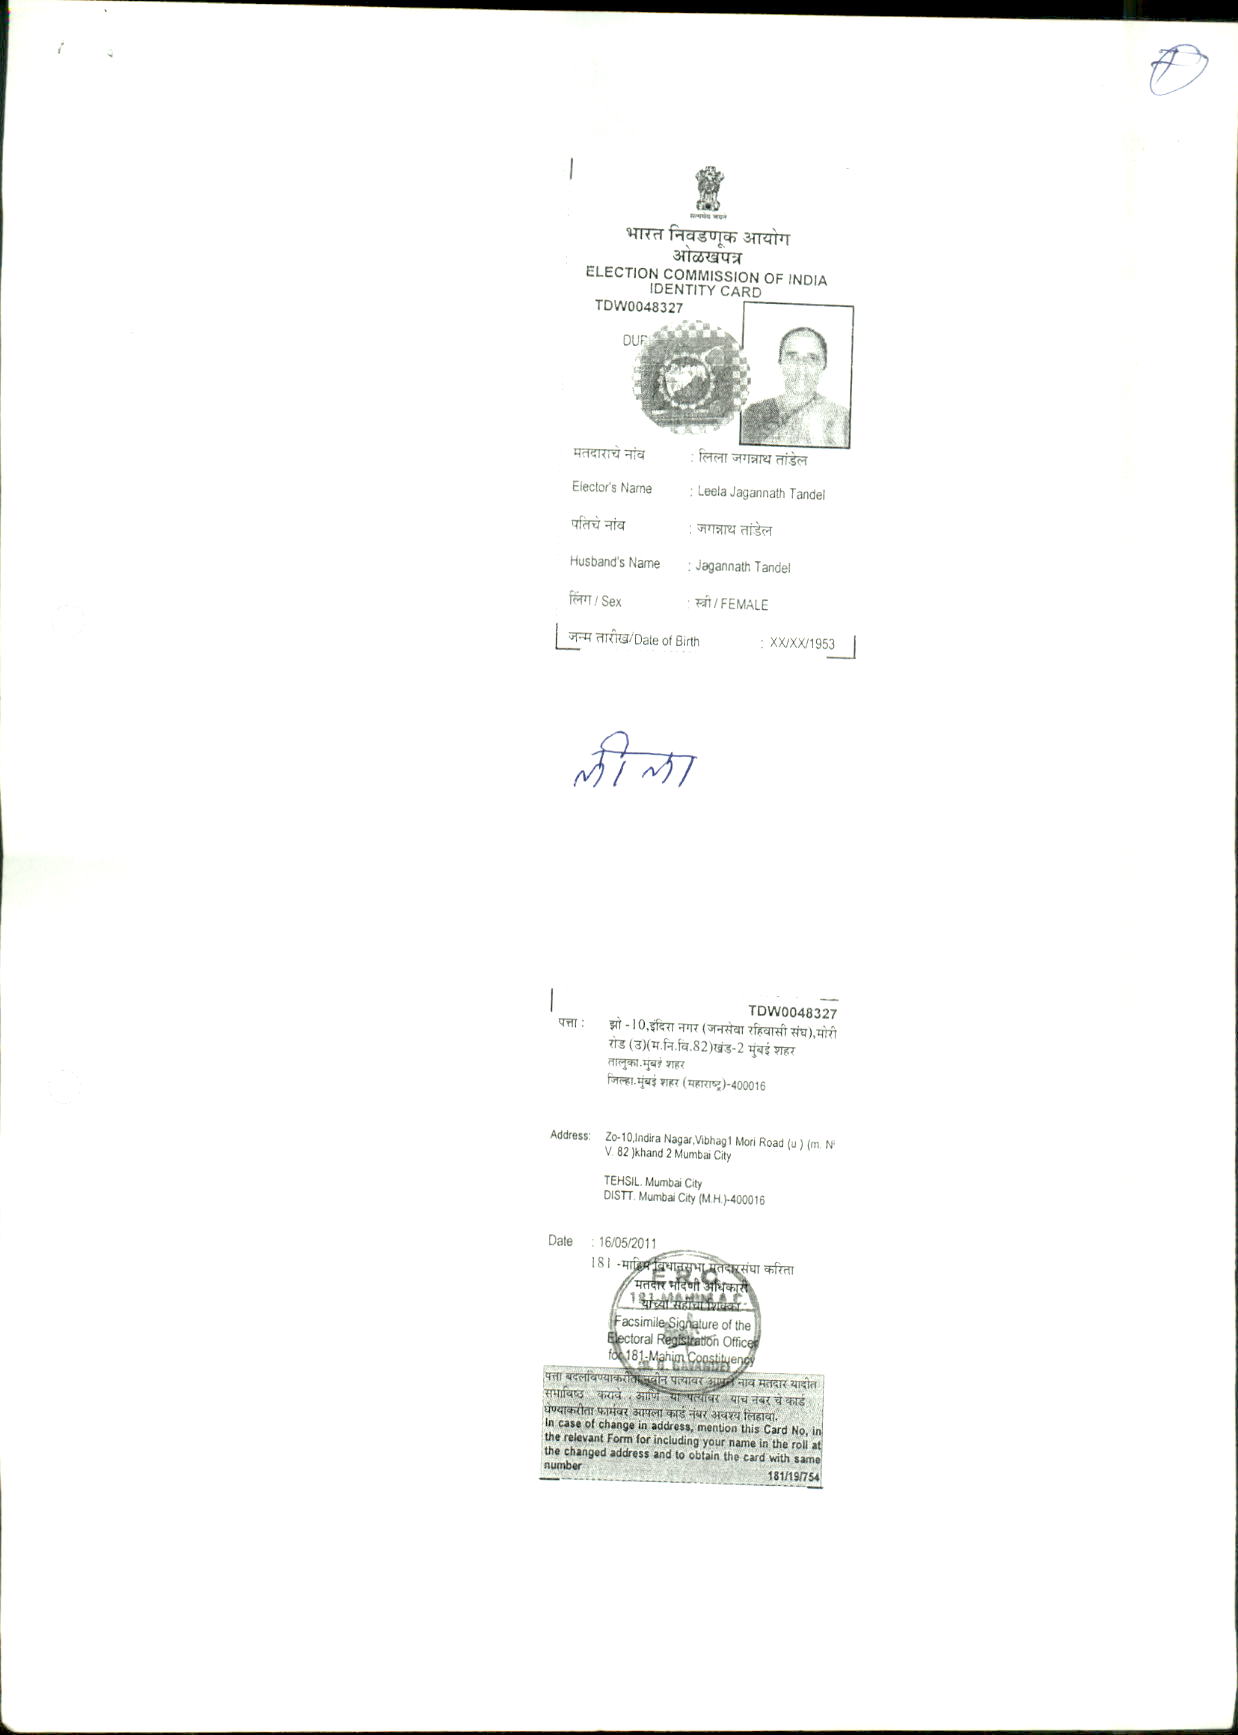 सत्यमेव जयते
भारत निवडणूक आयोग
ओळखपत्र
ELECTION COMMISSION OF INDIA
IDENTITY CARD
TDW0048327
मतदाराचे नांव : लिला जगन्नाथ तांडेल
Elector's Name : Leela Jagannath Tandel
पतिचे नांव : जगन्नाथ तांडेल
Husband's Name : Jagannath Tandel
लिंग / Sex : स्त्री / FEMALE
जन्म तारीख/Date of Birth : XX/XX/1953
लीला
TDW0048327
पत्ता : झो -10,इंदिरा नगर (जनसेवा रहिवासी संघ),मोरी
रोड (उ)(म.नि.वि.82)खंड-2 मुंबई शहर
तालुका.मुंबई शहर
जिल्हा.मुंबई शहर (महाराष्ट्र)-400016
Address: Zo-10,Indira Nagar,Vibhag1 Mori Road (u ) (m. N
V. 82 )khand 2 Mumbai City
TEHSIL. Mumbai City
DISTT. Mumbai City (M.H.)-400016
Date : 16/05/2011
181 -माहिम विधानसभा मतदारसंघा करिता
मतदार नोंदणी अधिकारी
यांच्या सहीचा शिक्का
E.R.O.
181-MAHIM A.C.
Facsimile Signature of the
Electoral Registration Officer
for 181-Mahim Constituency
पत्ता बदलविण्याकरीता नवीन पत्यावर आपले नाव मतदार यादीत
समाविष्ठ करावे . आणि या पत्यावर याच नंबर चे कार्ड
घेण्याकरीता फार्मवर आपला कार्ड नंबर अवश्य लिहावा.
In case of change in address, mention this Card No, in
the relevant Form for including your name in the roll at
the changed address and to obtain the card with same
number
181/19/754